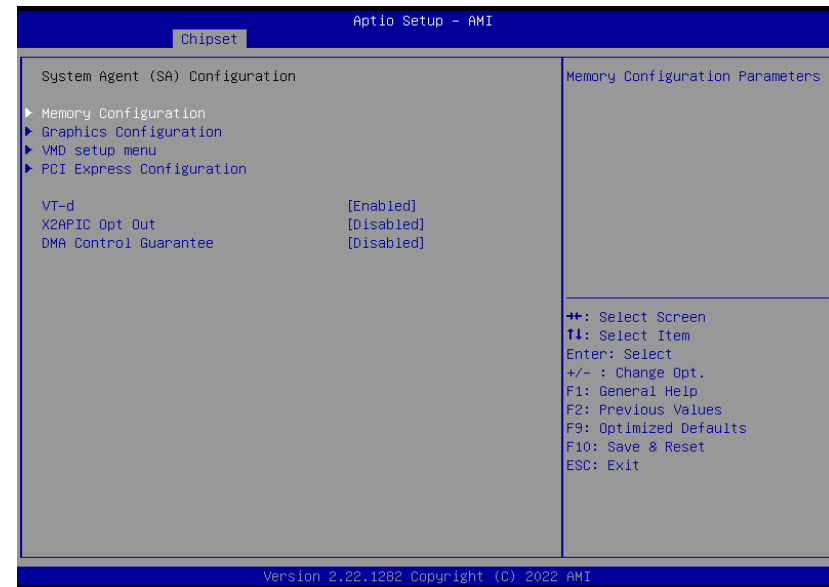 Aptio Setup – AMI
Chipset
System Agent (SA) Configuration
Memory Configuration
Graphics Configuration
VMD setup menu
PCI Express Configuration
VT-d [Enabled]
X2APIC Opt Out [Disabled]
DMA Control Guarantee [Disabled]
Memory Configuration Parameters
→←: Select Screen
↑↓: Select Item
Enter: Select
+/- : Change Opt.
F1: General Help
F2: Previous Values
F9: Optimized Defaults
F10: Save & Reset
ESC: Exit
Version 2.22.1282 Copyright (C) 2022 AMI